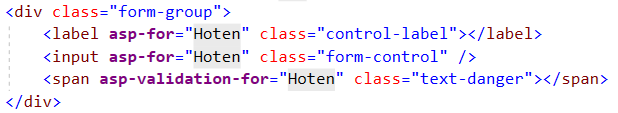 <div class="form-group">
<label asp-for="Hoten" class="control-label"></label>
<input asp-for="Hoten" class="form-control" />
<span asp-validation-for="Hoten" class="text-danger"></span>
</div>